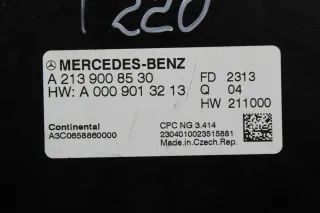 T220
MERCEDES-BENZ
A 213 900 85 30 FD 2313
HW: A 000 901 32 13 Q 04
HW 211000
Continental CPC NG 3.414
A3C0658860000 2304010023515881
Made in Czech.Rep.